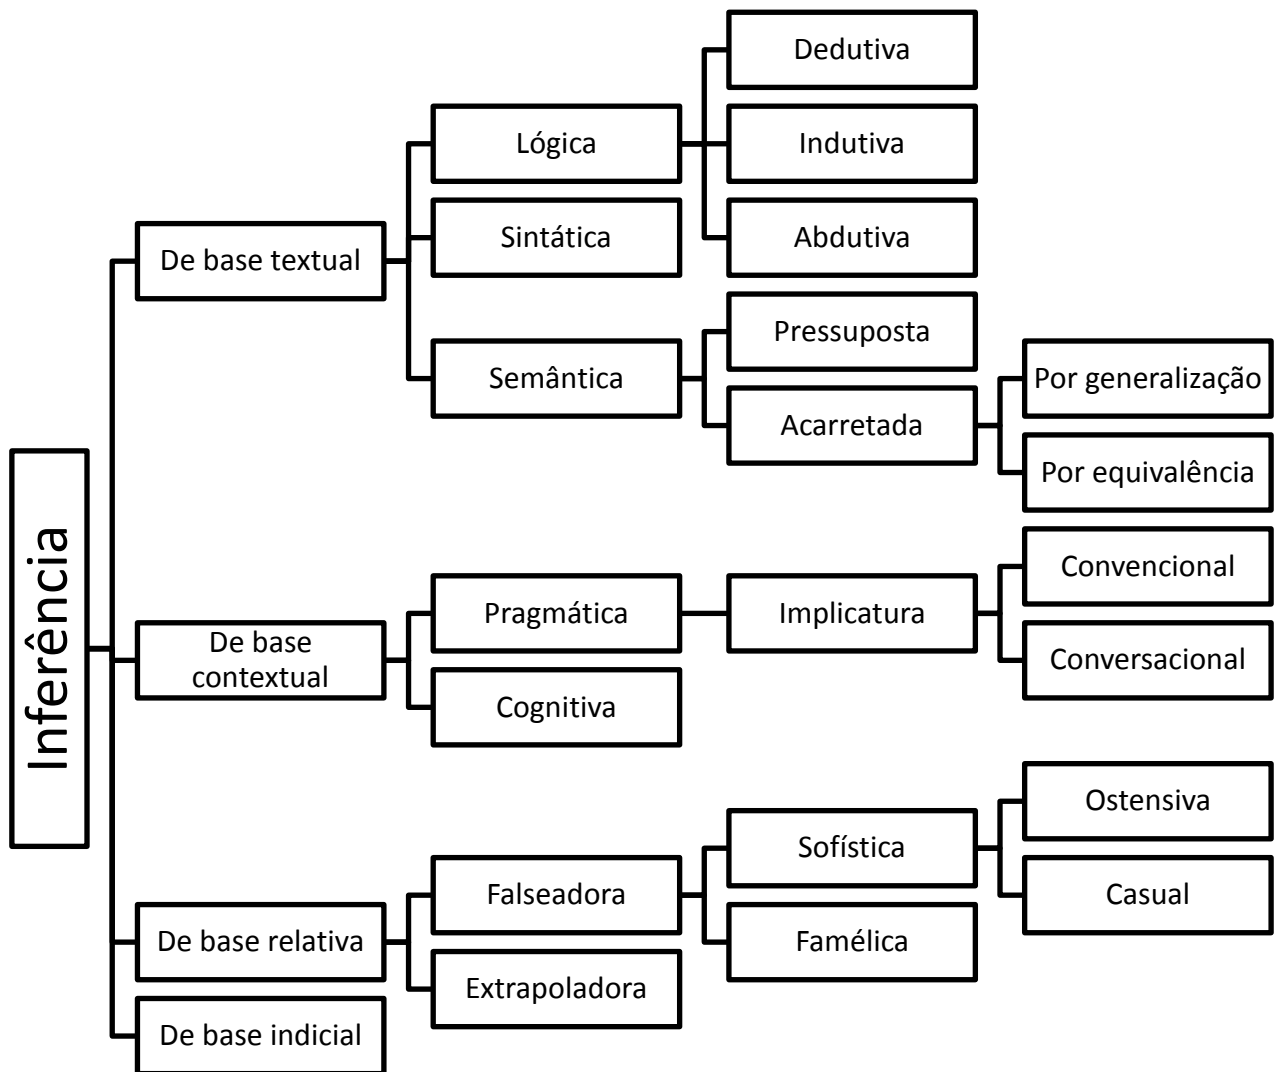 Inferência
De base textual
Lógica
Dedutiva
Indutiva
Abdutiva
Sintática
Semântica
Pressuposta
Acarretada
Por generalização
Por equivalência
De base
contextual
Pragmática
Implicatura
Convencional
Conversacional
Cognitiva
De base relativa
Falseadora
Sofística
Ostensiva
Casual
Famélica
Extrapoladora
De base indicial